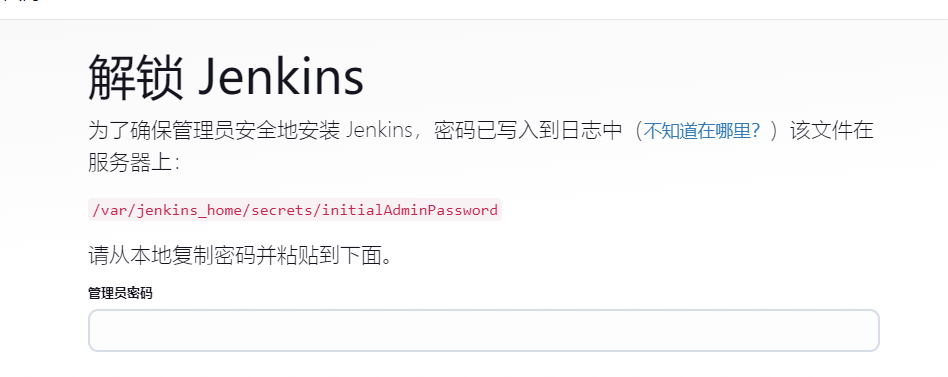 解锁 Jenkins
为了确保管理员安全地安装 Jenkins，密码已写入到日志中（不知道在哪里？）该文件在
服务器上：
/var/jenkins_home/secrets/initialAdminPassword
请从本地复制密码并粘贴到下面。
管理员密码